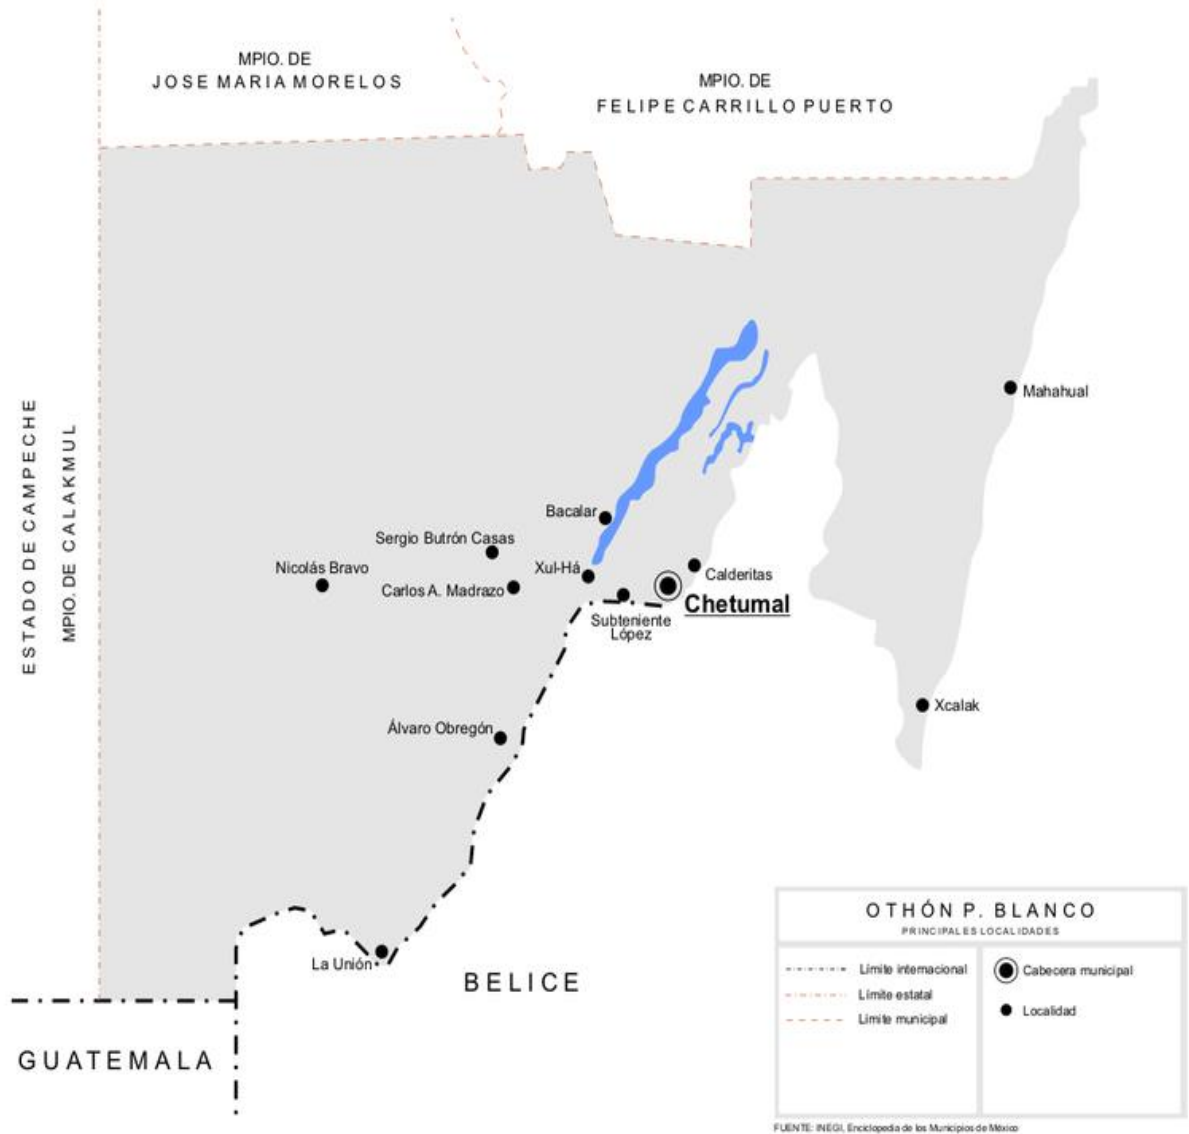 MPIO. DE
JOSE MARIA MORELOS
MPIO. DE
FELIPE CARRILLO PUERTO
ESTADO DE CAMPECHE
MPIO. DE CALAKMUL
Mahahual
Bacalar
Sergio Butrón Casas
Nicolás Bravo
Xul-Há
Carlos A. Madrazo
Calderitas
Chetumal
Subteniente
López
Xcalak
Álvaro Obregón
La Unión
BELICE
GUATEMALA
OTHÓN P. BLANCO
PRINCIPALES LOCALIDADES
Límite internacional
Límite estatal
Límite municipal
Cabecera municipal
Localidad
FUENTE: INEGI, Enciclopedia de los Municipios de México